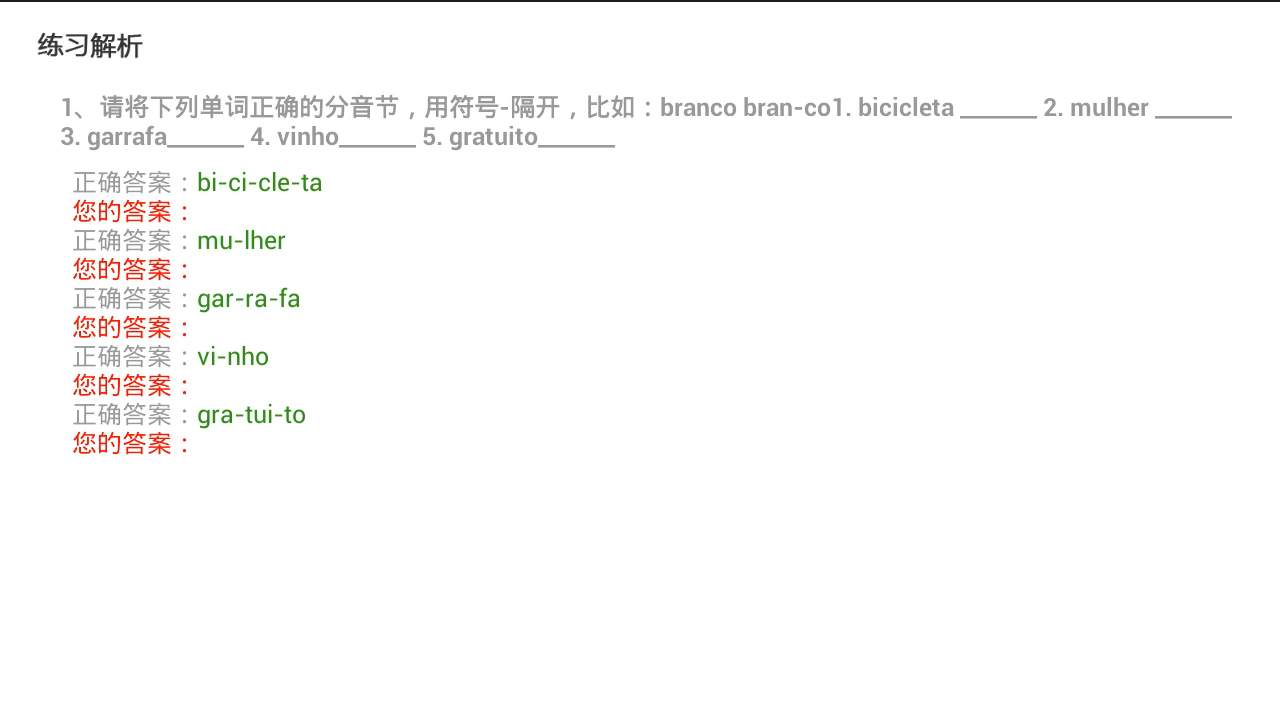 练习解析
1、请将下列单词正确的分音节，用符号-隔开，比如：branco bran-co1. bicicleta ______ 2. mulher ______
3. garrafa______ 4. vinho______ 5. gratuito______
正确答案：bi-ci-cle-ta
您的答案：
正确答案：mu-lher
您的答案：
正确答案：gar-ra-fa
您的答案：
正确答案：vi-nho
您的答案：
正确答案：gra-tui-to
您的答案：